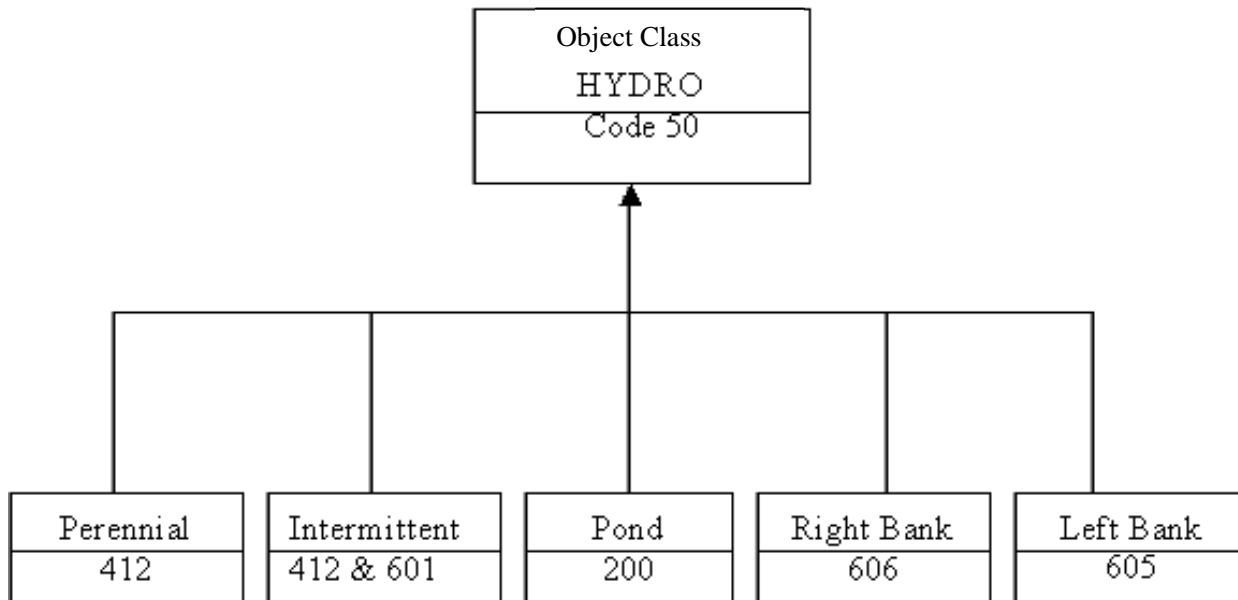 Object Class
HYDRO
Code 50
Perennial
412
Intermittent
412 & 601
Pond
200
Right Bank
606
Left Bank
605